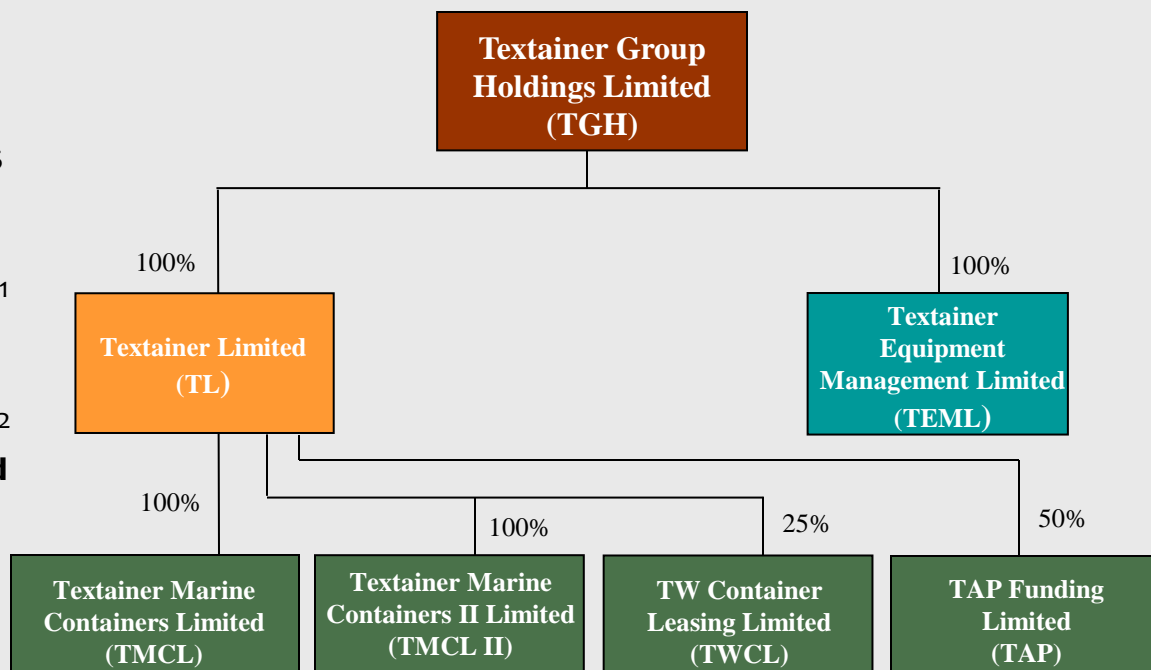 Textainer Group
Holdings Limited
(TGH)
100%
100%
1
Textainer Limited
(TL)
Textainer
Equipment
Management Limited
(TEML)
2
100%
100%
25%
50%
Textainer Marine
Containers Limited
(TMCL)
Textainer Marine
Containers II Limited
(TMCL II)
TW Container
Leasing Limited
(TWCL)
TAP Funding
Limited
(TAP)